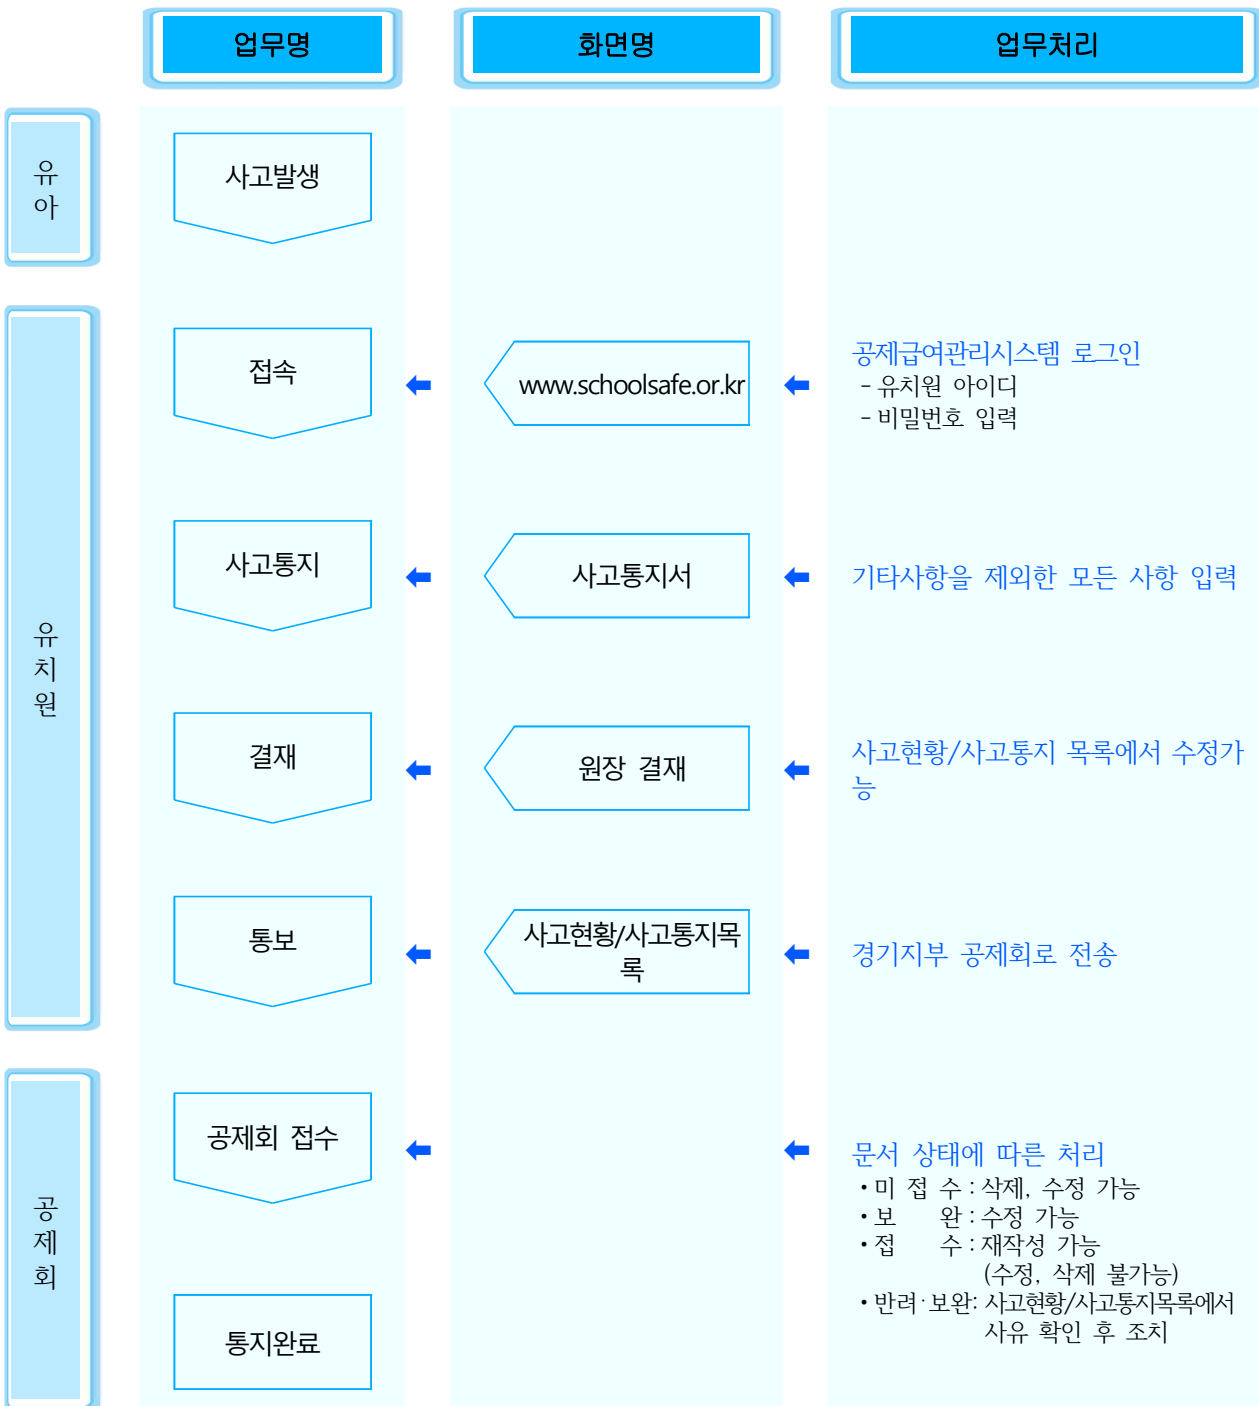 업무명
화면명
업무처리
유
아
사고발생
유
치
원
접속
www.schoolsafe.or.kr
공제급여관리시스템 로그인
- 유치원 아이디
- 비밀번호 입력
사고통지
사고통지서
기타사항을 제외한 모든 사항 입력
결재
원장 결재
사고현황/사고통지 목록에서 수정가
능
통보
사고현황/사고통지목
록
경기지부 공제회로 전송
공
제
회
공제회 접수
문서 상태에 따른 처리
• 미 접 수 : 삭제, 수정 가능
• 보 완 : 수정 가능
• 접 수 : 재작성 가능
(수정, 삭제 불가능)
• 반려·보완: 사고현황/사고통지목록에서
사유 확인 후 조치
통지완료